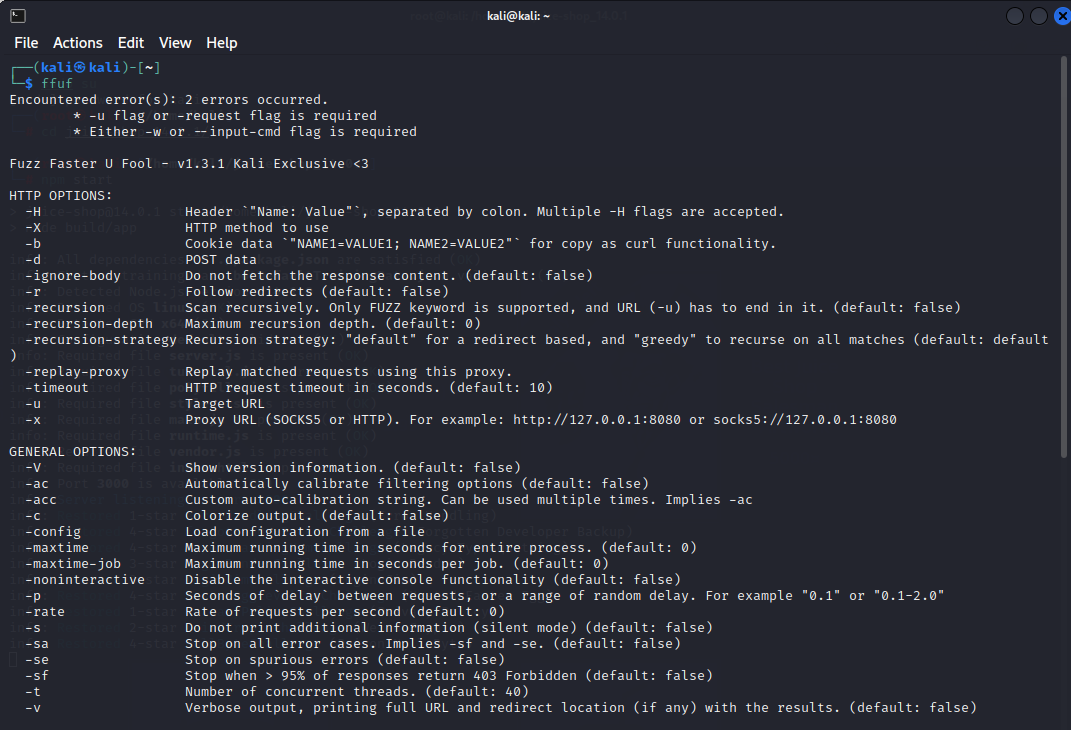 kali@kali: ~
File Actions Edit View Help
┌──(kali㉿kali)-[~]
└─$ ffuf
Encountered error(s): 2 errors occurred.
* -u flag or -request flag is required
* Either -w or --input-cmd flag is required
Fuzz Faster U Fool - v1.3.1 Kali Exclusive <3
HTTP OPTIONS:
-H Header `"Name: Value"`, separated by colon. Multiple -H flags are accepted.
-X HTTP method to use
-b Cookie data `"NAME1=VALUE1; NAME2=VALUE2"` for copy as curl functionality.
-d POST data
-ignore-body Do not fetch the response content. (default: false)
-r Follow redirects (default: false)
-recursion Scan recursively. Only FUZZ keyword is supported, and URL (-u) has to end in it. (default: false)
-recursion-depth Maximum recursion depth. (default: 0)
-recursion-strategy Recursion strategy: "default" for a redirect based, and "greedy" to recurse on all matches (default: default
)
-replay-proxy Replay matched requests using this proxy.
-timeout HTTP request timeout in seconds. (default: 10)
-u Target URL
-x Proxy URL (SOCKS5 or HTTP). For example: http://127.0.0.1:8080 or socks5://127.0.0.1:8080
GENERAL OPTIONS:
-V Show version information. (default: false)
-ac Automatically calibrate filtering options (default: false)
-acc Custom auto-calibration string. Can be used multiple times. Implies -ac
-c Colorize output. (default: false)
-config Load configuration from a file
-maxtime Maximum running time in seconds for entire process. (default: 0)
-maxtime-job Maximum running time in seconds per job. (default: 0)
-noninteractive Disable the interactive console functionality (default: false)
-p Seconds of `delay` between requests, or a range of random delay. For example "0.1" or "0.1-2.0"
-rate Rate of requests per second (default: 0)
-s Do not print additional information (silent mode) (default: false)
-sa Stop on all error cases. Implies -sf and -se. (default: false)
-se Stop on spurious errors (default: false)
-sf Stop when > 95% of responses return 403 Forbidden (default: false)
-t Number of concurrent threads. (default: 40)
-v Verbose output, printing full URL and redirect location (if any) with the results. (default: false)